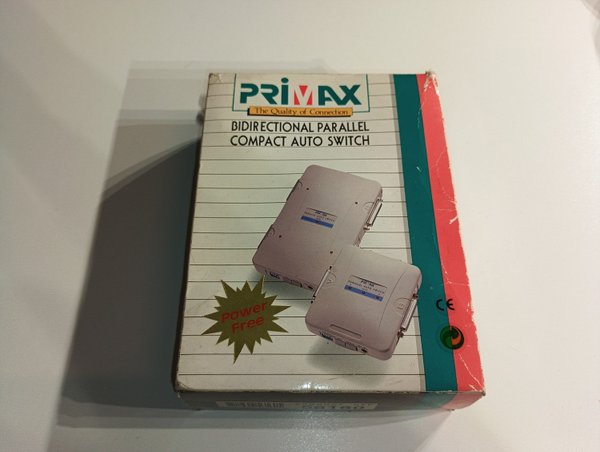 PRIMAX
The Quality of Connection
BIDIRECTIONAL PARALLEL
COMPACT AUTO SWITCH
Power
Free
CE